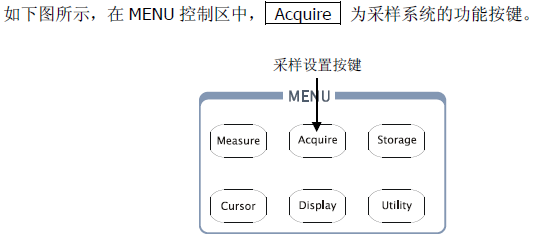 如下图所示，在 MENU 控制区中， Acquire 为采样系统的功能按键。
采样设置按键
MENU
Measure Acquire Storage
Cursor Display Utility